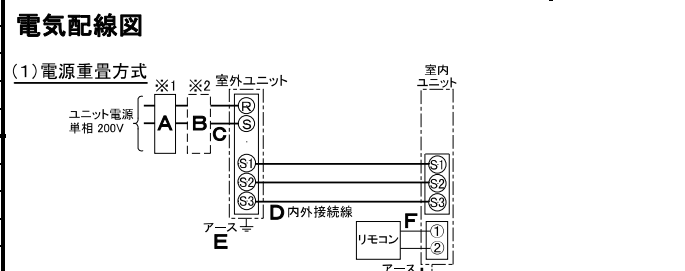 電気配線図
(1)電源重畳方式
※1 ※2 室外ユニット
室内
ユニット
ユニット電源
単相 200V
A B C
R
S
S1 S1
S2 S2
S3 S3
D 内外接続線
アース
E
F
リモコン ① ②
アース